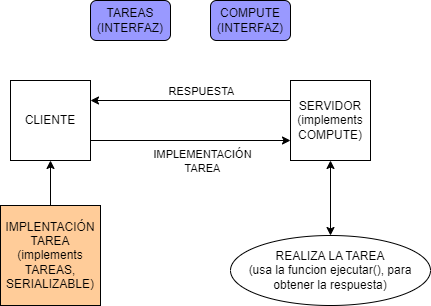 TAREAS
(INTERFAZ)
COMPUTE
(INTERFAZ)
RESPUESTA
CLIENTE
SERVIDOR
(implements
COMPUTE)
IMPLEMENTACIÓN
TAREA
IMPLENTACIÓN
TAREA
(implements
TAREAS,
SERIALIZABLE)
REALIZA LA TAREA
(usa la funcion ejecutar(), para
obtener la respuesta)